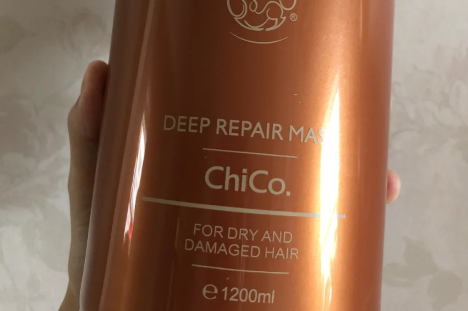 ®
DEEP REPAIR MAS
ChiCo.
FOR DRY AND
DAMAGED HAIR
℮1200ml